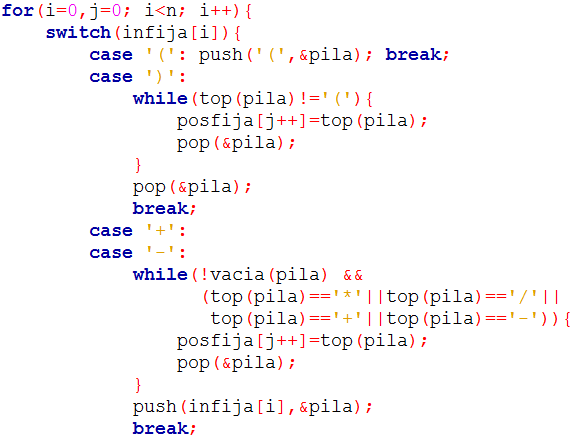 for(i=0,j=0; i<n; i++){
    switch(infija[i]){
        case '(': push('(',&pila); break;
        case ')':
            while(top(pila)!='('){
                posfija[j++]=top(pila);
                pop(&pila);
            }
            pop(&pila);
            break;
        case '+':
        case '-':
            while(!vacia(pila) &&
                  (top(pila)=='*'||top(pila)=='/'||
                   top(pila)=='+'||top(pila)=='-')){
                posfija[j++]=top(pila);
                pop(&pila);
            }
            push(infija[i],&pila);
            break;